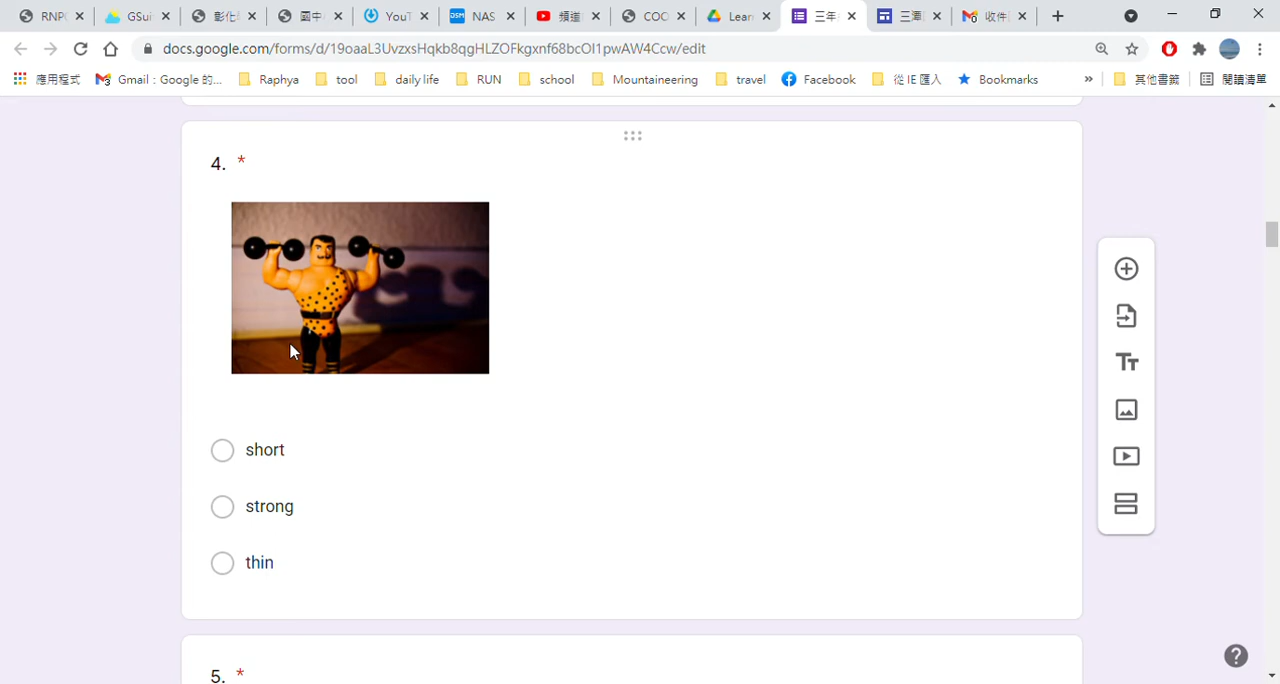 RNPC
GSui
彰化
國中
YouT
NAS
頻道
COC
Lear
三年
三潭
收件
docs.google.com/forms/d/19oaaL3UvzxsHqkb8qgHLZOFkgxnf68bcOI1pwAW4Ccw/edit
應用程式
Gmail：Google 的...
Raphya
tool
daily life
RUN
school
Mountaineering
travel
Facebook
從 IE 匯入
Bookmarks
»
其他書籤
閱讀清單
4. *
short
strong
thin
5. *